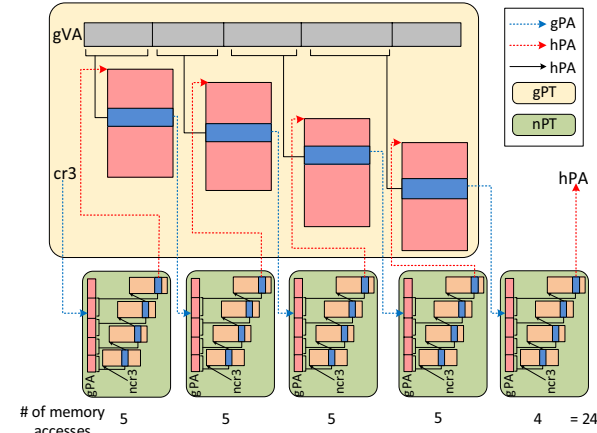 gVA
gPA
hPA
hPA
gPT
nPT
cr3
hPA
gPA
ncr3
gPA
ncr3
gPA
ncr3
gPA
ncr3
gPA
ncr3
# of memory 5 5 5 5 4 = 24
accesses